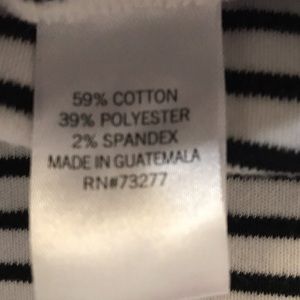 59% COTTON
39% POLYESTER
2% SPANDEX
MADE IN GUATEMALA
RN#73277